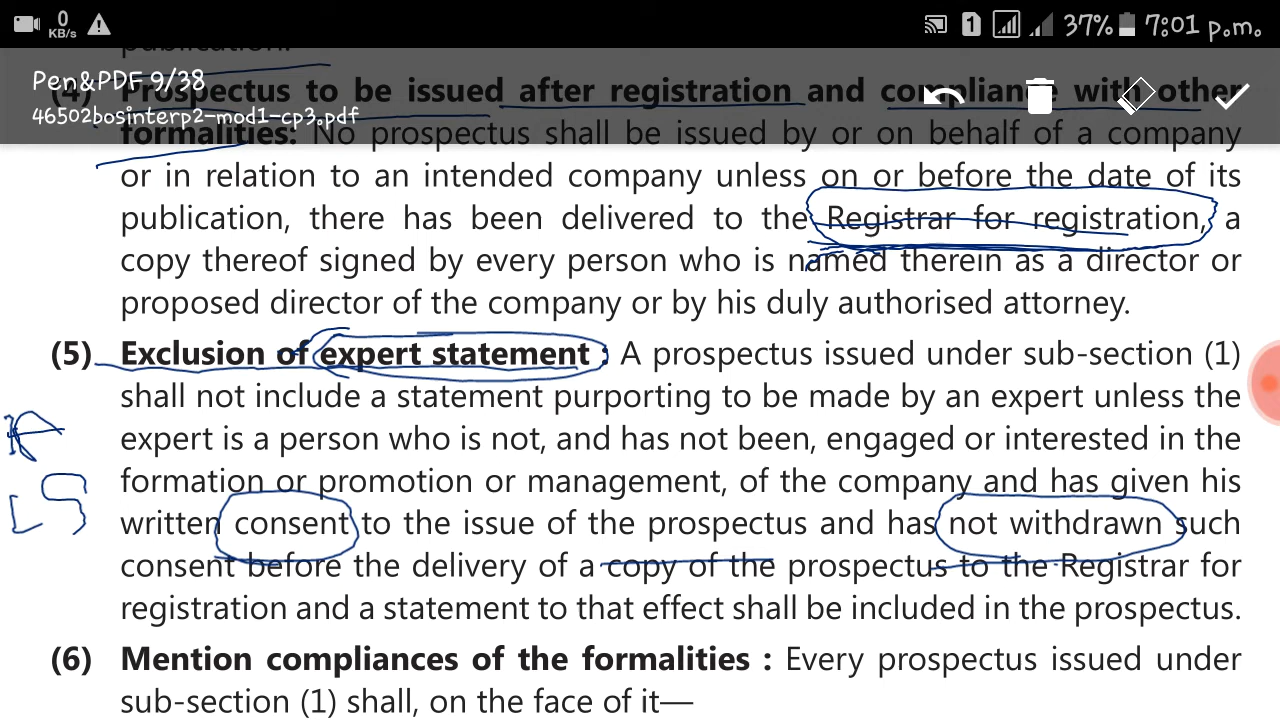 0
KB/s
1
37%
7:01 p.m.
publication.
Pen&PDF 9/38
46502bosinterp2-mod1-cp3.pdf
(4) Prospectus to be issued after registration and compliance with other
formalities: No prospectus shall be issued by or on behalf of a company
or in relation to an intended company unless on or before the date of its
publication, there has been delivered to the Registrar for registration, a
copy thereof signed by every person who is named therein as a director or
proposed director of the company or by his duly authorised attorney.
(5) Exclusion of expert statement : A prospectus issued under sub-section (1)
shall not include a statement purporting to be made by an expert unless the
expert is a person who is not, and has not been, engaged or interested in the
formation or promotion or management, of the company and has given his
written consent to the issue of the prospectus and has not withdrawn such
consent before the delivery of a copy of the prospectus to the Registrar for
registration and a statement to that effect shall be included in the prospectus.
(6) Mention compliances of the formalities : Every prospectus issued under
sub-section (1) shall, on the face of it—